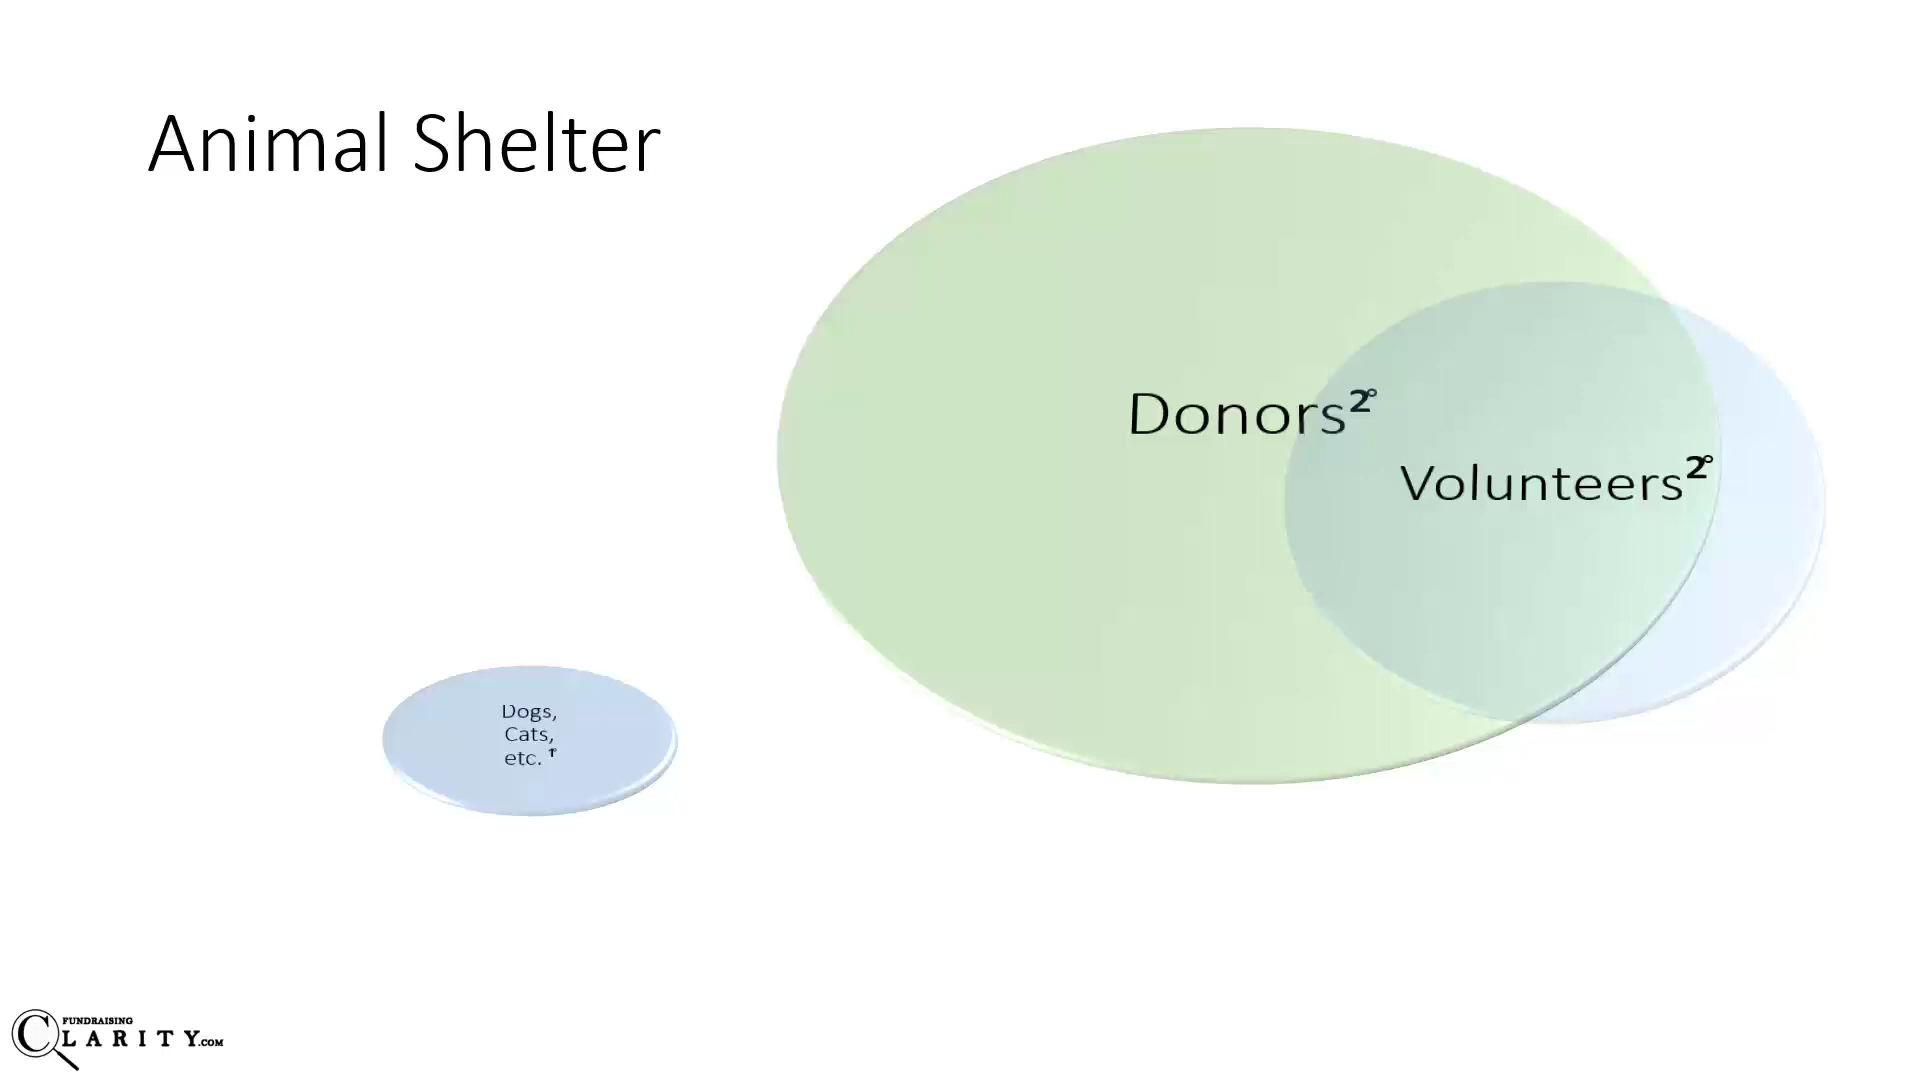 Animal Shelter
Donors2°
Volunteers2°
Dogs,
Cats,
etc. 1°
FUNDRAISING
CLARITY.COM